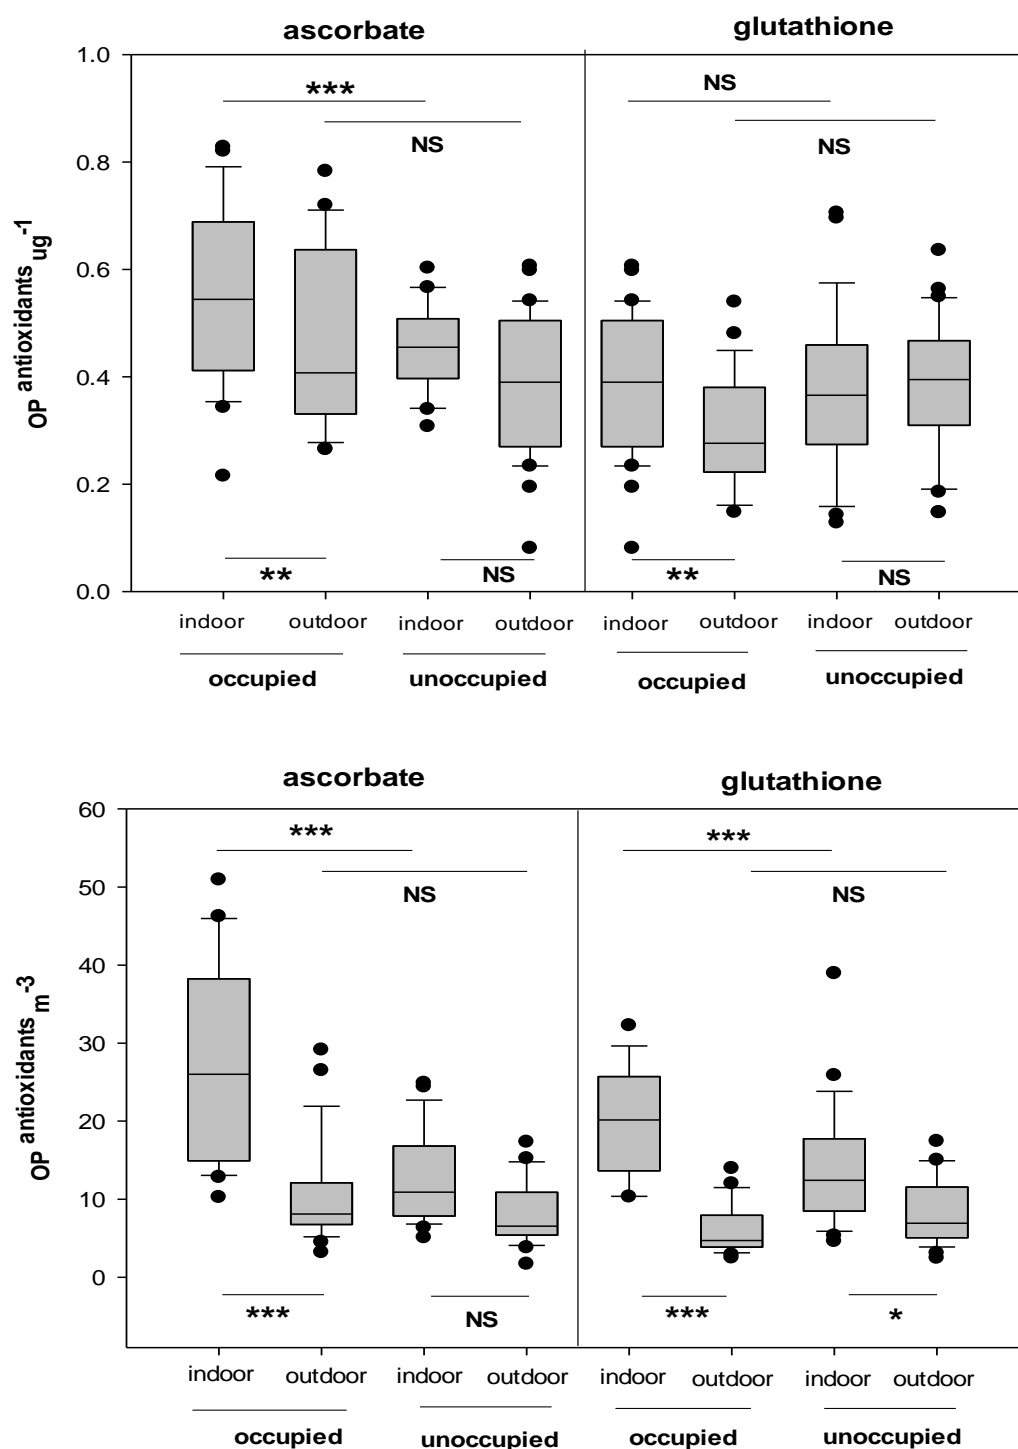 ascorbate glutathione
1.0
*** NS
NS NS
0.8
0.6
0.4
0.2
0.0
OP antioxidants ug-1
** NS ** NS
indoor outdoor indoor outdoor indoor outdoor indoor outdoor
occupied unoccupied occupied unoccupied
ascorbate glutathione
60
*** ***
NS NS
50
40
30
20
10
0
OP antioxidants m-3
*** NS *** *
indoor outdoor indoor outdoor indoor outdoor indoor outdoor
occupied unoccupied occupied unoccupied